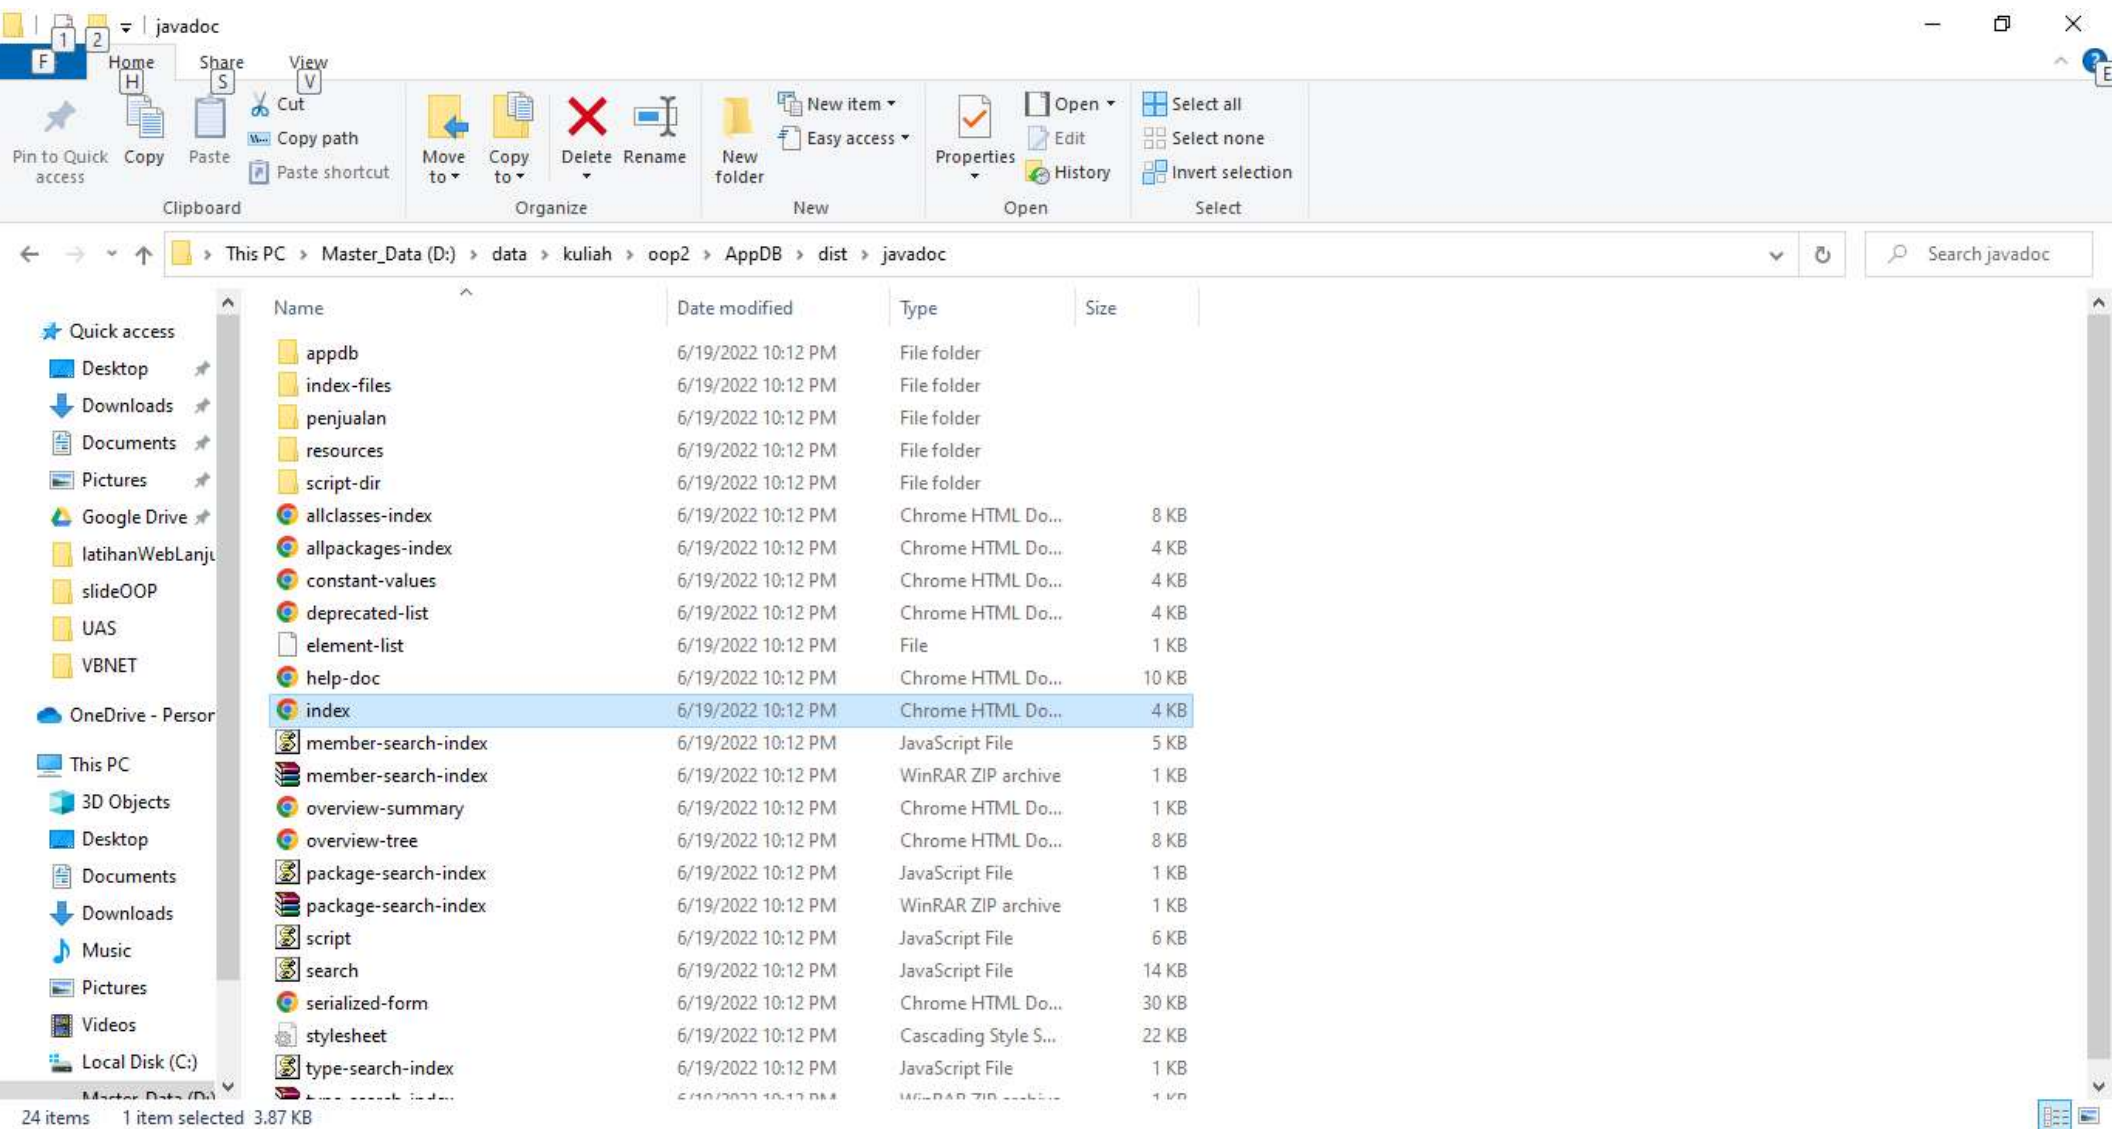 javadoc
1 2
F Home Share View
H S V
E
Pin to Quick access
Copy
Paste
Cut
Copy path
Paste shortcut
Clipboard
Move to
Copy to
Delete
Rename
Organize
New folder
New item
Easy access
New
Properties
Open
Edit
History
Open
Select all
Select none
Invert selection
Select
This PC > Master_Data (D:) > data > kuliah > oop2 > AppDB > dist > javadoc
Search javadoc
Quick access
Desktop
Downloads
Documents
Pictures
Google Drive
latihanWebLanju
slideOOP
UAS
VBNET
OneDrive - Person
This PC
3D Objects
Desktop
Documents
Downloads
Music
Pictures
Videos
Local Disk (C:)
Master_Data (D:)
Name Date modified Type Size
appdb 6/19/2022 10:12 PM File folder
index-files 6/19/2022 10:12 PM File folder
penjualan 6/19/2022 10:12 PM File folder
resources 6/19/2022 10:12 PM File folder
script-dir 6/19/2022 10:12 PM File folder
allclasses-index 6/19/2022 10:12 PM Chrome HTML Do... 8 KB
allpackages-index 6/19/2022 10:12 PM Chrome HTML Do... 4 KB
constant-values 6/19/2022 10:12 PM Chrome HTML Do... 4 KB
deprecated-list 6/19/2022 10:12 PM Chrome HTML Do... 4 KB
element-list 6/19/2022 10:12 PM File 1 KB
help-doc 6/19/2022 10:12 PM Chrome HTML Do... 10 KB
index 6/19/2022 10:12 PM Chrome HTML Do... 4 KB
member-search-index 6/19/2022 10:12 PM JavaScript File 5 KB
member-search-index 6/19/2022 10:12 PM WinRAR ZIP archive 1 KB
overview-summary 6/19/2022 10:12 PM Chrome HTML Do... 1 KB
overview-tree 6/19/2022 10:12 PM Chrome HTML Do... 8 KB
package-search-index 6/19/2022 10:12 PM JavaScript File 1 KB
package-search-index 6/19/2022 10:12 PM WinRAR ZIP archive 1 KB
script 6/19/2022 10:12 PM JavaScript File 6 KB
search 6/19/2022 10:12 PM JavaScript File 14 KB
serialized-form 6/19/2022 10:12 PM Chrome HTML Do... 30 KB
stylesheet 6/19/2022 10:12 PM Cascading Style S... 22 KB
type-search-index 6/19/2022 10:12 PM JavaScript File 1 KB
type-search-index 6/19/2022 10:12 PM WinRAR ZIP archive 1 KB
24 items 1 item selected 3.87 KB